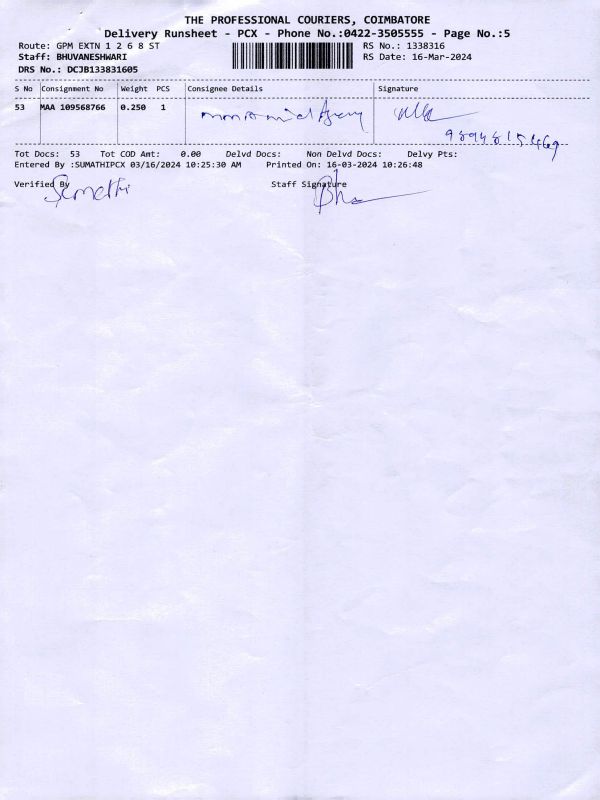 THE PROFESSIONAL COURIERS, COIMBATORE
Delivery Runsheet - PCX - Phone No.:0422-3505555 - Page No.:5
Route: GPM EXTN 1 2 6 8 ST RS No.: 1338316
Staff: BHUVANESHWARI RS Date: 16-Mar-2024
DRS No.: DCJB133831605
S No Consignment No Weight PCS Consignee Details Signature
53 MAA 109568766 0.250 1
Tot Docs: 53 Tot COD Amt: 0.00 Delvd Docs: Non Delvd Docs: Delvy Pts:
Entered By :SUMATHIPCX 03/16/2024 10:25:30 AM Printed On: 16-03-2024 10:26:48
Verified By Staff Signature
Sumathi